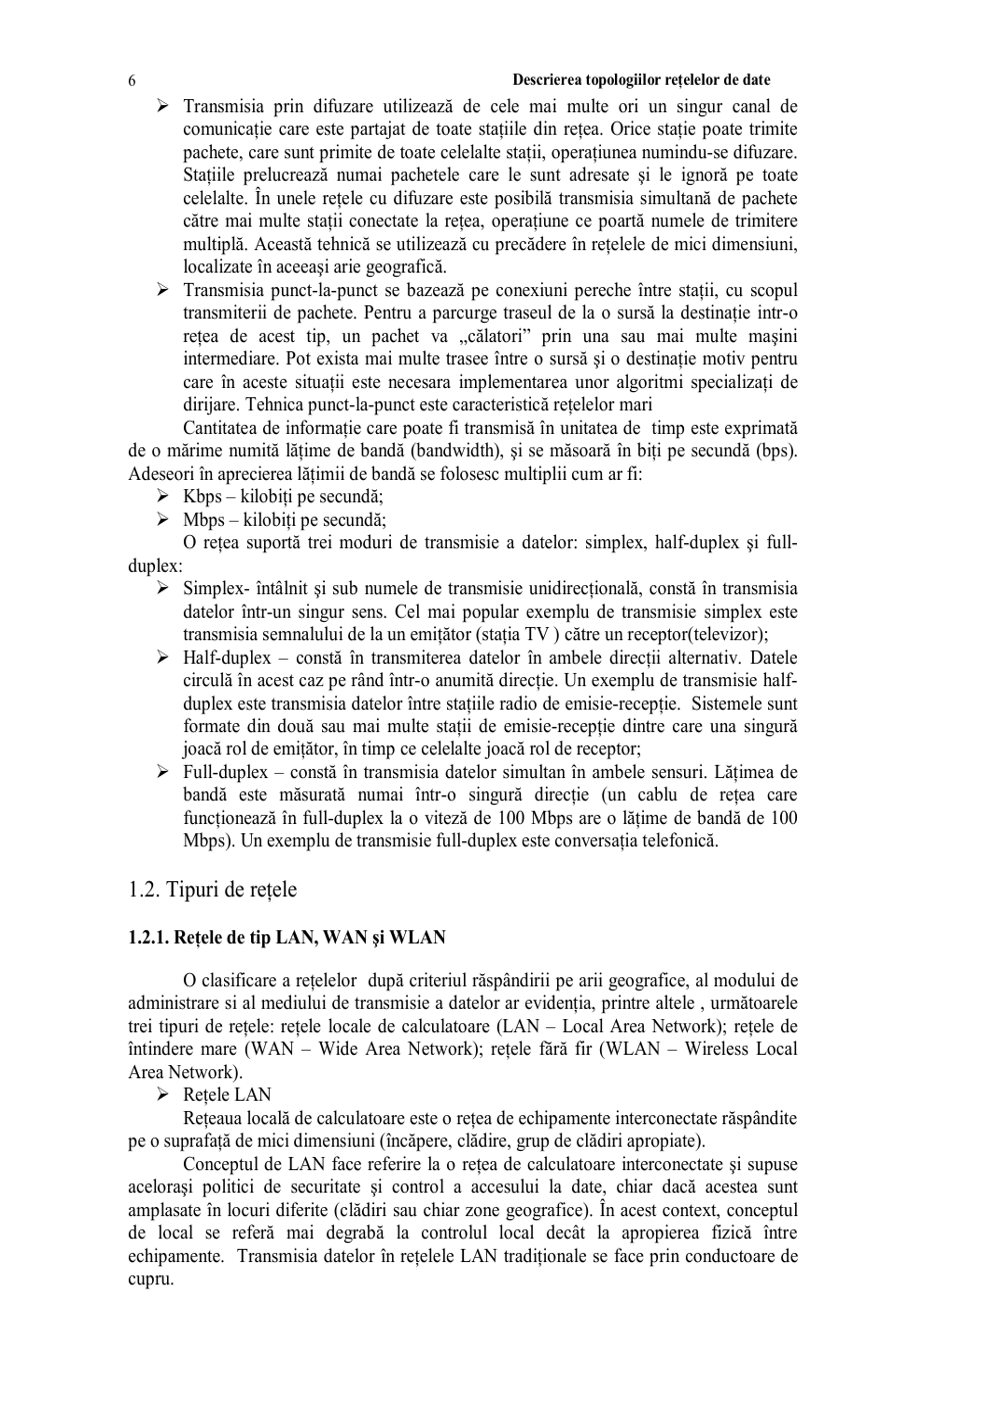 6 Descrierea topologiilor rețelelor de date
➢ Transmisia prin difuzare utilizează de cele mai multe ori un singur canal de
comunicație care este partajat de toate stațiile din rețea. Orice stație poate trimite
pachete, care sunt primite de toate celelalte stații, operațiunea numindu-se difuzare.
Stațiile prelucrează numai pachetele care le sunt adresate şi le ignoră pe toate
celelalte. În unele rețele cu difuzare este posibilă transmisia simultană de pachete
către mai multe stații conectate la rețea, operațiune ce poartă numele de trimitere
multiplă. Această tehnică se utilizează cu precădere în rețelele de mici dimensiuni,
localizate în aceeaşi arie geografică.
➢ Transmisia punct-la-punct se bazează pe conexiuni pereche între stații, cu scopul
transmiterii de pachete. Pentru a parcurge traseul de la o sursă la destinație intr-o
rețea de acest tip, un pachet va „călatori” prin una sau mai multe maşini
intermediare. Pot exista mai multe trasee între o sursă şi o destinație motiv pentru
care în aceste situații este necesara implementarea unor algoritmi specializați de
dirijare. Tehnica punct-la-punct este caracteristică rețelelor mari
Cantitatea de informație care poate fi transmisă în unitatea de timp este exprimată
de o mărime numită lățime de bandă (bandwidth), şi se măsoară în biți pe secundă (bps).
Adeseori în aprecierea lățimii de bandă se folosesc multiplii cum ar fi:
➢ Kbps – kilobiți pe secundă;
➢ Mbps – kilobiți pe secundă;
O rețea suportă trei moduri de transmisie a datelor: simplex, half-duplex şi full-
duplex:
➢ Simplex- întâlnit şi sub numele de transmisie unidirecțională, constă în transmisia
datelor într-un singur sens. Cel mai popular exemplu de transmisie simplex este
transmisia semnalului de la un emițător (stația TV ) către un receptor(televizor);
➢ Half-duplex – constă în transmiterea datelor în ambele direcții alternativ. Datele
circulă în acest caz pe rând într-o anumită direcție. Un exemplu de transmisie half-
duplex este transmisia datelor între stațiile radio de emisie-recepție. Sistemele sunt
formate din două sau mai multe stații de emisie-recepție dintre care una singură
joacă rol de emițător, în timp ce celelalte joacă rol de receptor;
➢ Full-duplex – constă în transmisia datelor simultan în ambele sensuri. Lățimea de
bandă este măsurată numai într-o singură direcție (un cablu de rețea care
funcționează în full-duplex la o viteză de 100 Mbps are o lățime de bandă de 100
Mbps). Un exemplu de transmisie full-duplex este conversația telefonică.
1.2. Tipuri de rețele
1.2.1. Rețele de tip LAN, WAN şi WLAN
O clasificare a rețelelor după criteriul răspândirii pe arii geografice, al modului de
administrare si al mediului de transmisie a datelor ar evidenția, printre altele , următoarele
trei tipuri de rețele: rețele locale de calculatoare (LAN – Local Area Network); rețele de
întindere mare (WAN – Wide Area Network); rețele fără fir (WLAN – Wireless Local
Area Network).
➢ Rețele LAN
Rețeaua locală de calculatoare este o rețea de echipamente interconectate răspândite
pe o suprafață de mici dimensiuni (încăpere, clădire, grup de clădiri apropiate).
Conceptul de LAN face referire la o rețea de calculatoare interconectate şi supuse
aceloraşi politici de securitate şi control a accesului la date, chiar dacă acestea sunt
amplasate în locuri diferite (clădiri sau chiar zone geografice). În acest context, conceptul
de local se referă mai degrabă la controlul local decât la apropierea fizică între
echipamente. Transmisia datelor în rețelele LAN tradiționale se face prin conductoare de
cupru.